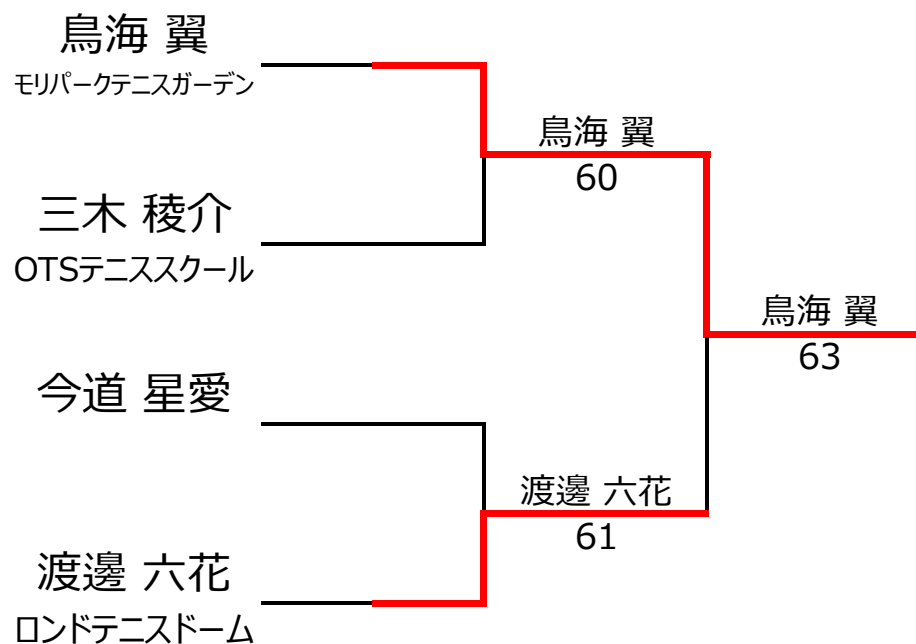 鳥海 翼
モリパークテニスガーデン
鳥海 翼
60
三木 稜介
OTSテニススクール
鳥海 翼
63
今道 星愛
渡邊 六花
61
渡邊 六花
ロンドテニスドーム